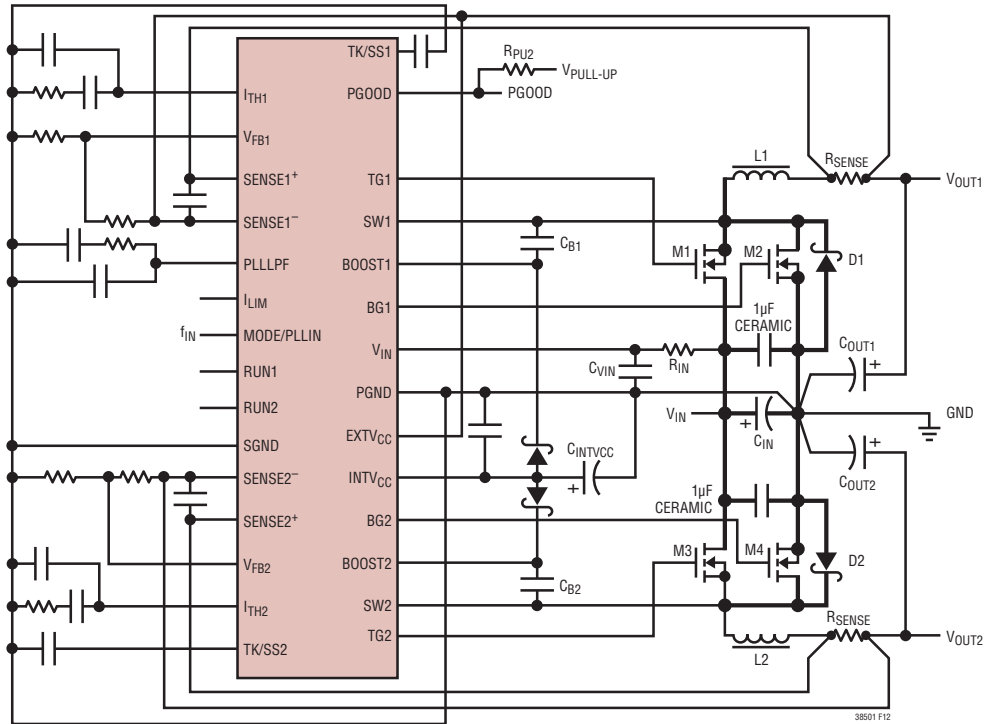 TK/SS1
RPU2
VPULL-UP
PGOOD
PGOOD
ITH1
VFB1
L1
RSENSE
SENSE1+
TG1
VOUT1
SENSE1–
SW1
CB1
M1
M2
D1
PLLLPF
BOOST1
ILIM
BG1
1µF
CERAMIC
fIN
MODE/PLLIN
VIN
RIN
COUT1
+
CVIN
RUN1
PGND
VIN
GND
RUN2
+
CIN
EXTVCC
+
SGND
CINTVCC
COUT2
SENSE2–
INTVCC
+
1µF
CERAMIC
SENSE2+
BG2
M3
M4
D2
VFB2
BOOST2
CB2
ITH2
SW2
RSENSE
TK/SS2
TG2
VOUT2
L2
38501 F12